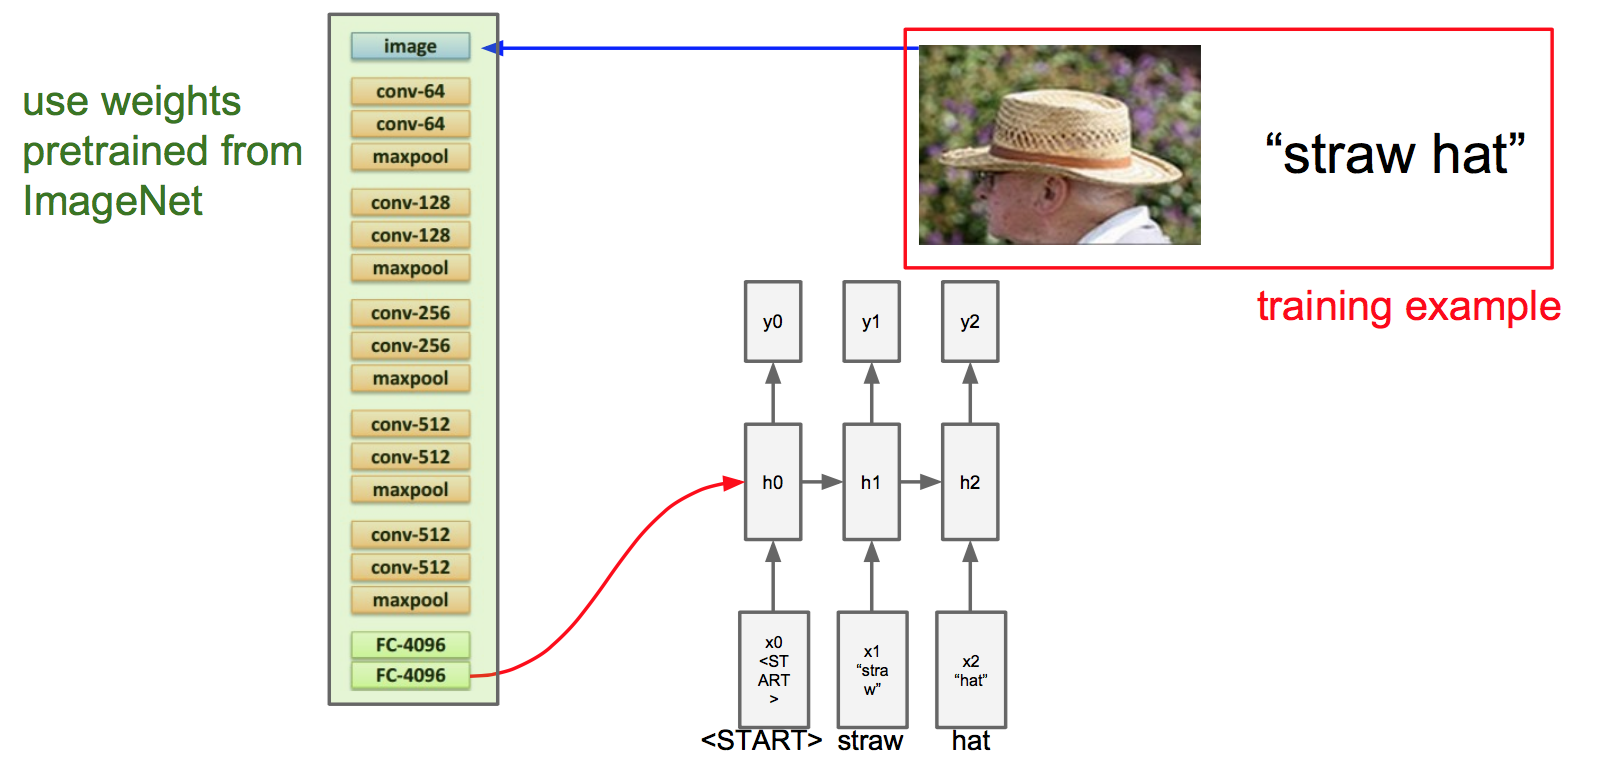 use weights
pretrained from
ImageNet
image
conv-64
conv-64
maxpool
conv-128
conv-128
maxpool
conv-256
conv-256
maxpool
conv-512
conv-512
maxpool
conv-512
conv-512
maxpool
FC-4096
FC-4096
“straw hat”
training example
y0
y1
y2
h0
h1
h2
x0
<ST
ART
>
x1
“stra
w”
x2
“hat”
<START>
straw
hat